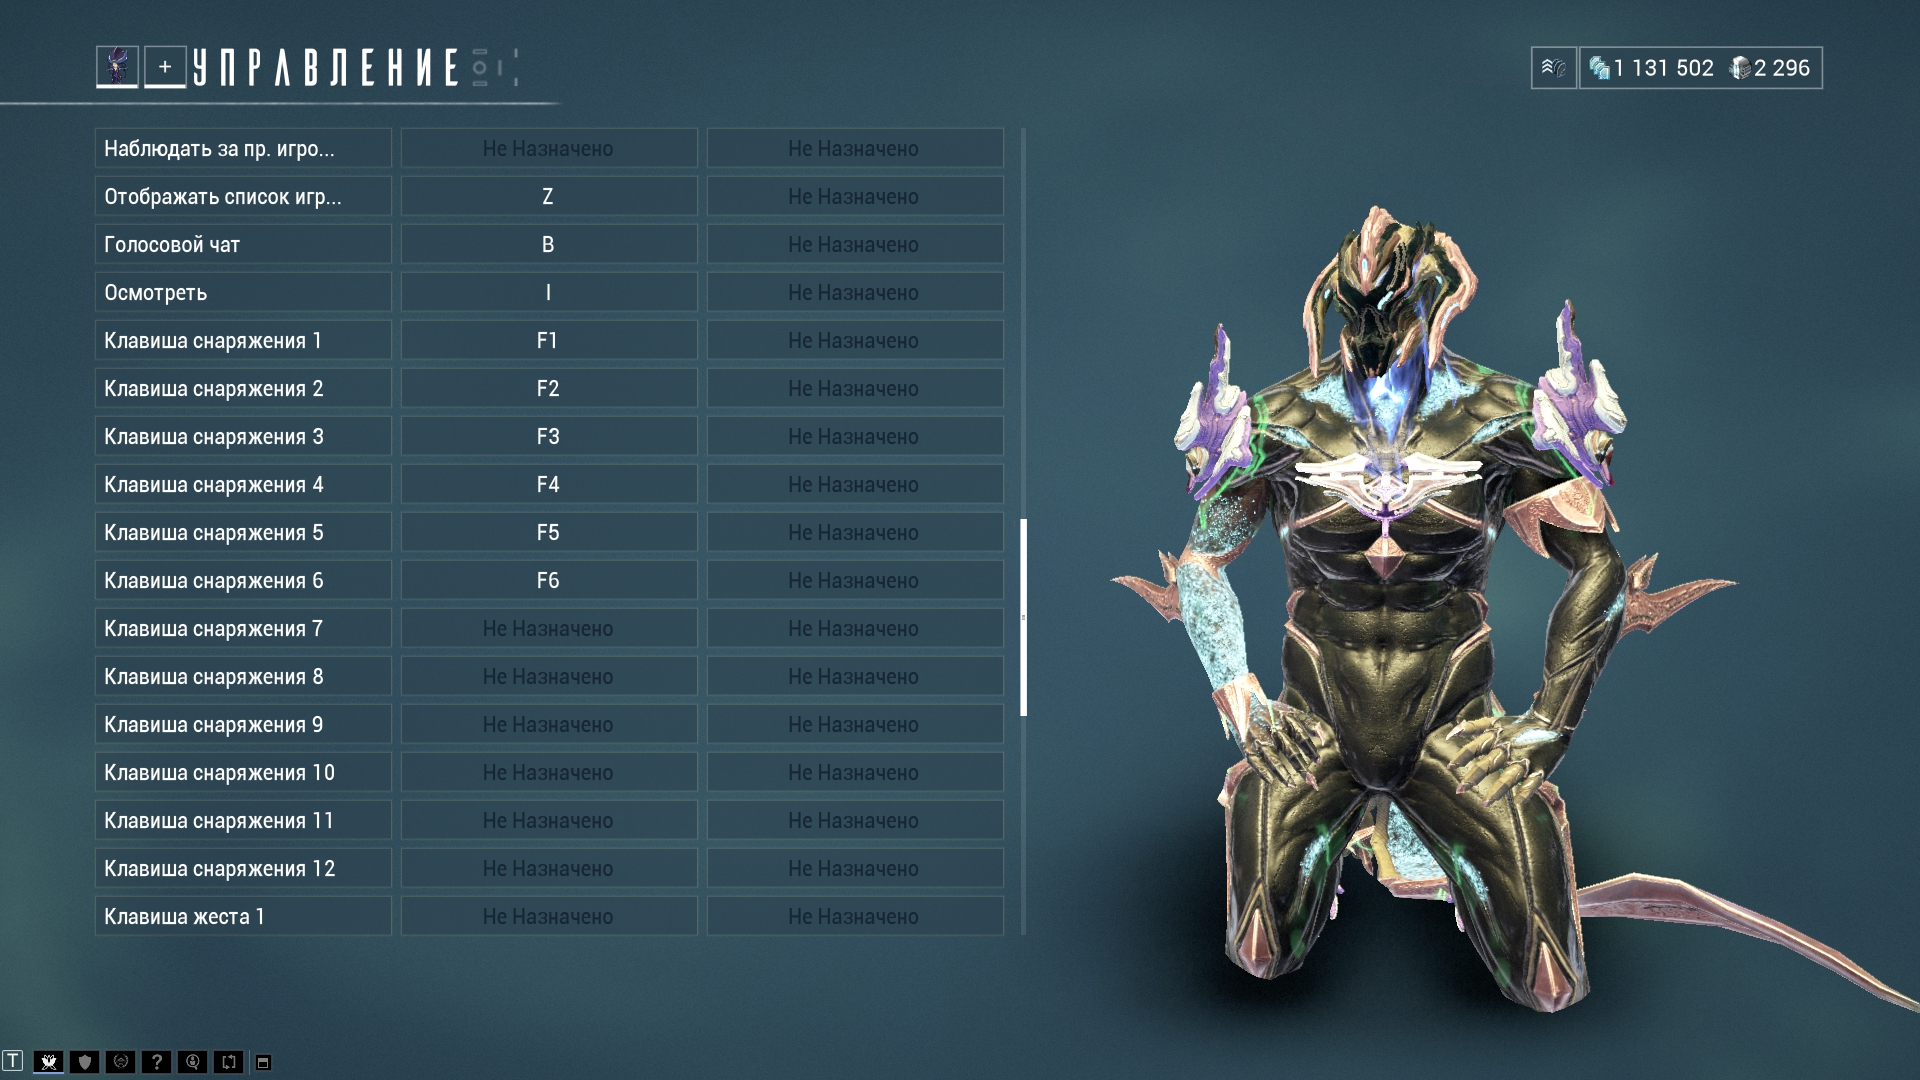 + УПРАВЛЕНИЕ
1 131 502 2 296
Наблюдать за пр. игро... Не Назначено Не Назначено
Отображать список игр... Z Не Назначено
Голосовой чат B Не Назначено
Осмотреть I Не Назначено
Клавиша снаряжения 1 F1 Не Назначено
Клавиша снаряжения 2 F2 Не Назначено
Клавиша снаряжения 3 F3 Не Назначено
Клавиша снаряжения 4 F4 Не Назначено
Клавиша снаряжения 5 F5 Не Назначено
Клавиша снаряжения 6 F6 Не Назначено
Клавиша снаряжения 7 Не Назначено Не Назначено
Клавиша снаряжения 8 Не Назначено Не Назначено
Клавиша снаряжения 9 Не Назначено Не Назначено
Клавиша снаряжения 10 Не Назначено Не Назначено
Клавиша снаряжения 11 Не Назначено Не Назначено
Клавиша снаряжения 12 Не Назначено Не Назначено
Клавиша жеста 1 Не Назначено Не Назначено
T ?